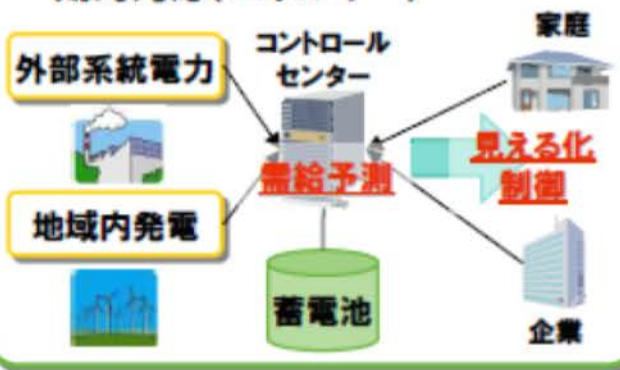 外部系統電力
コントロール
センター
家庭
需給予測
見える化
制御
地域内発電
蓄電池
企業